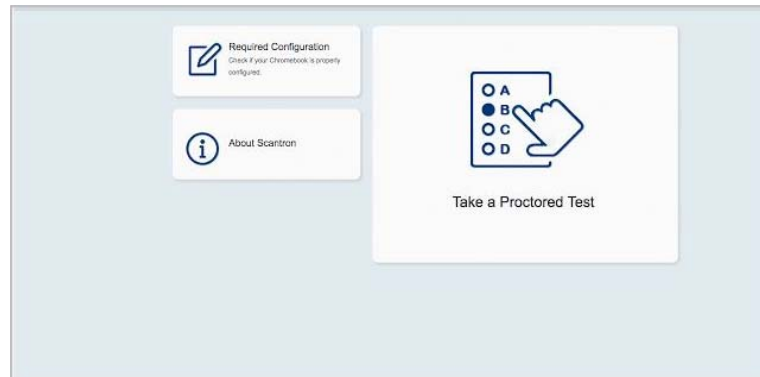 Required Configuration
Check if your Chromebook is properly
configured.
About Scantron
A
B
C
D
Take a Proctored Test